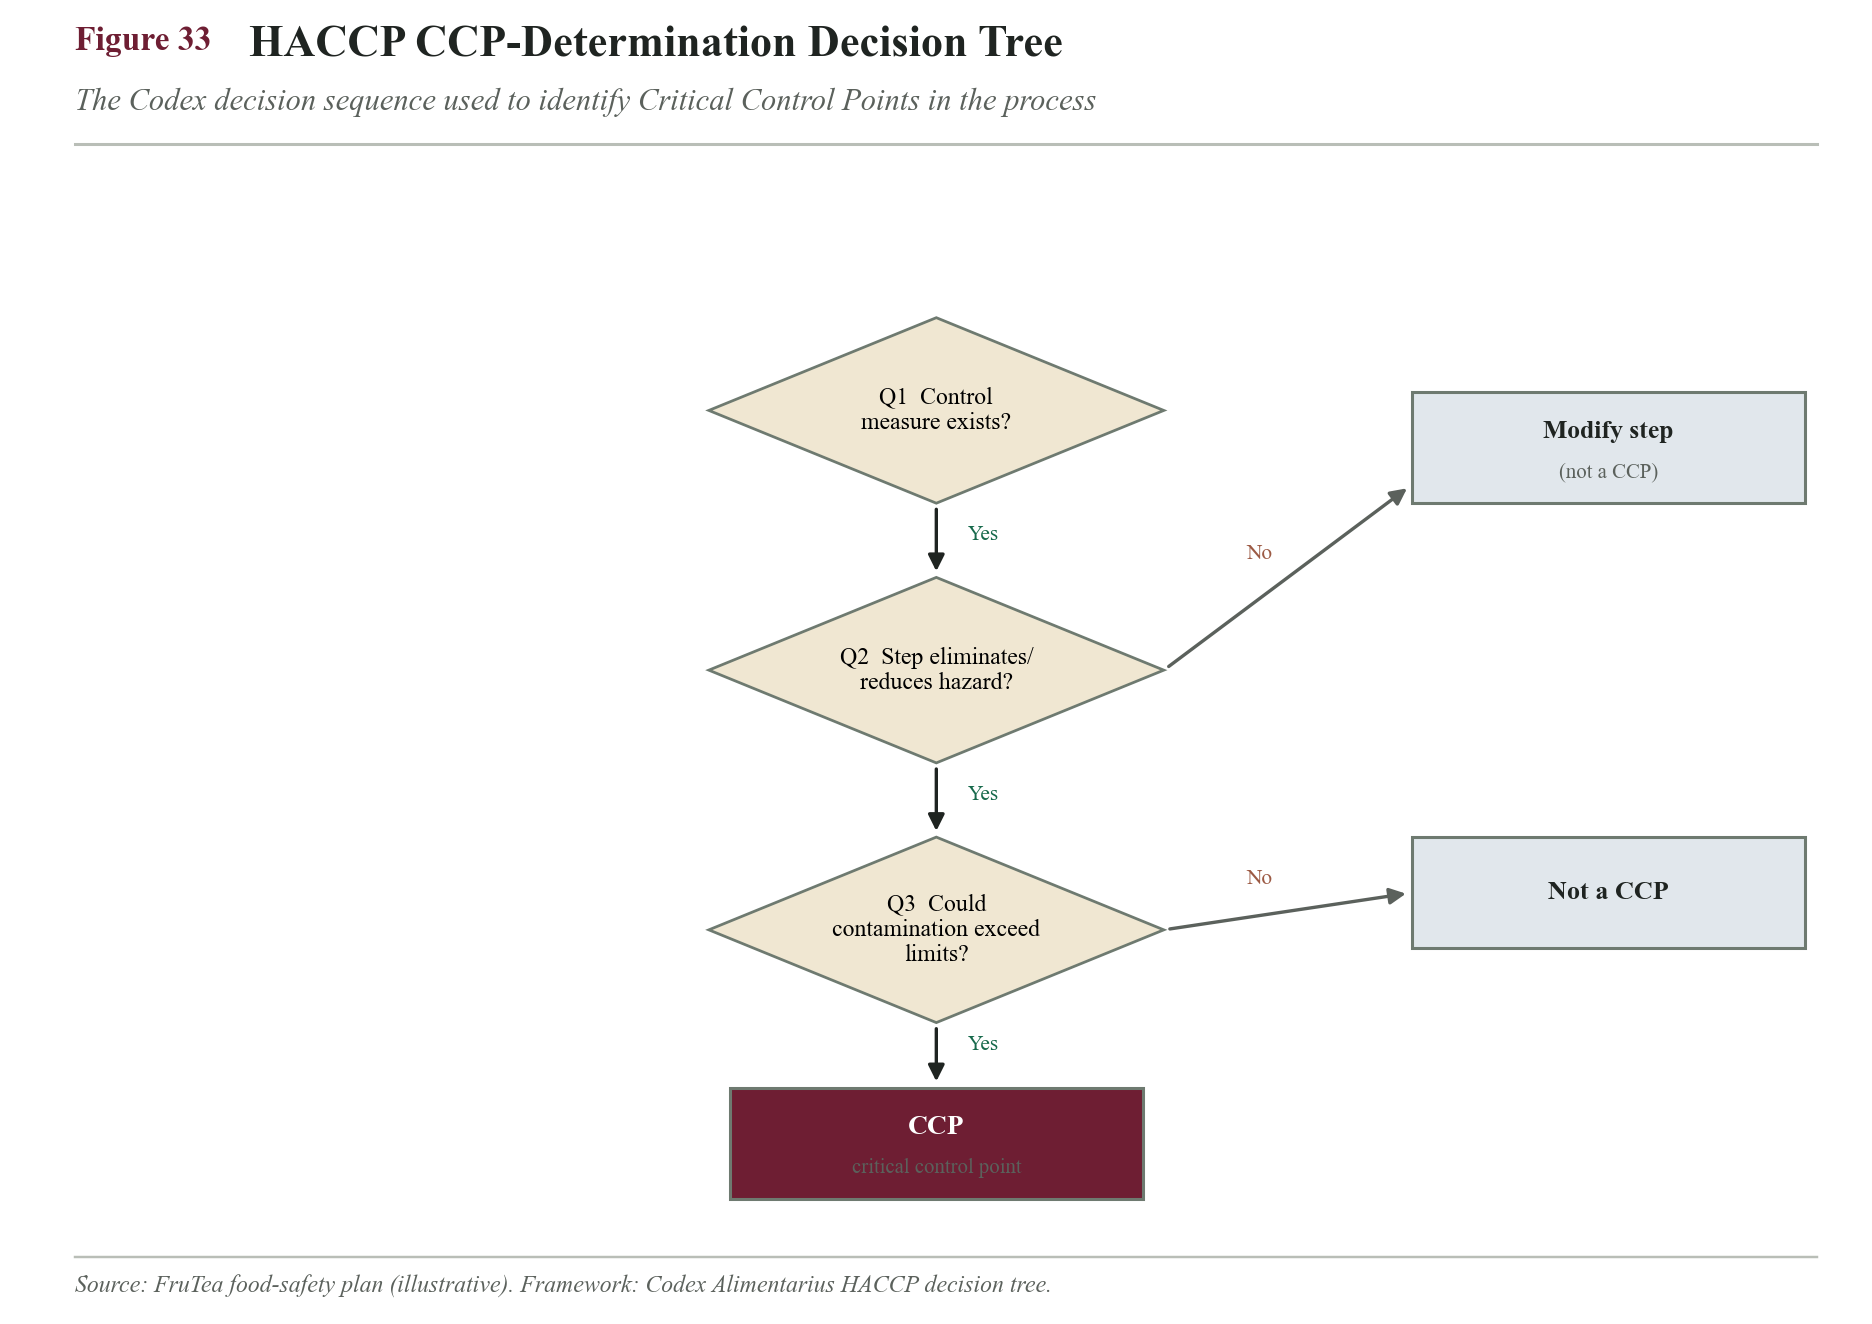 Figure 33 HACCP CCP-Determination Decision Tree
The Codex decision sequence used to identify Critical Control Points in the process
Q1 Control
measure exists?
Modify step
(not a CCP)
Yes
No
Q2 Step eliminates/
reduces hazard?
Yes
Q3 Could
contamination exceed
limits?
No
Not a CCP
Yes
CCP
critical control point
Source: FruTea food-safety plan (illustrative). Framework: Codex Alimentarius HACCP decision tree.